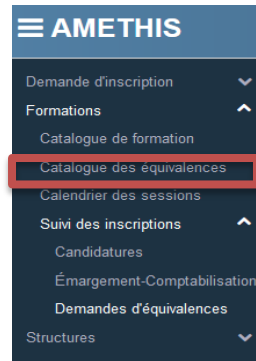 AMETHIS
Demande d'inscription
Formations
Catalogue de formation
Catalogue des équivalences
Calendrier des sessions
Suivi des inscriptions
Candidatures
Émargement-Comptabilisation
Demandes d'équivalences
Structures